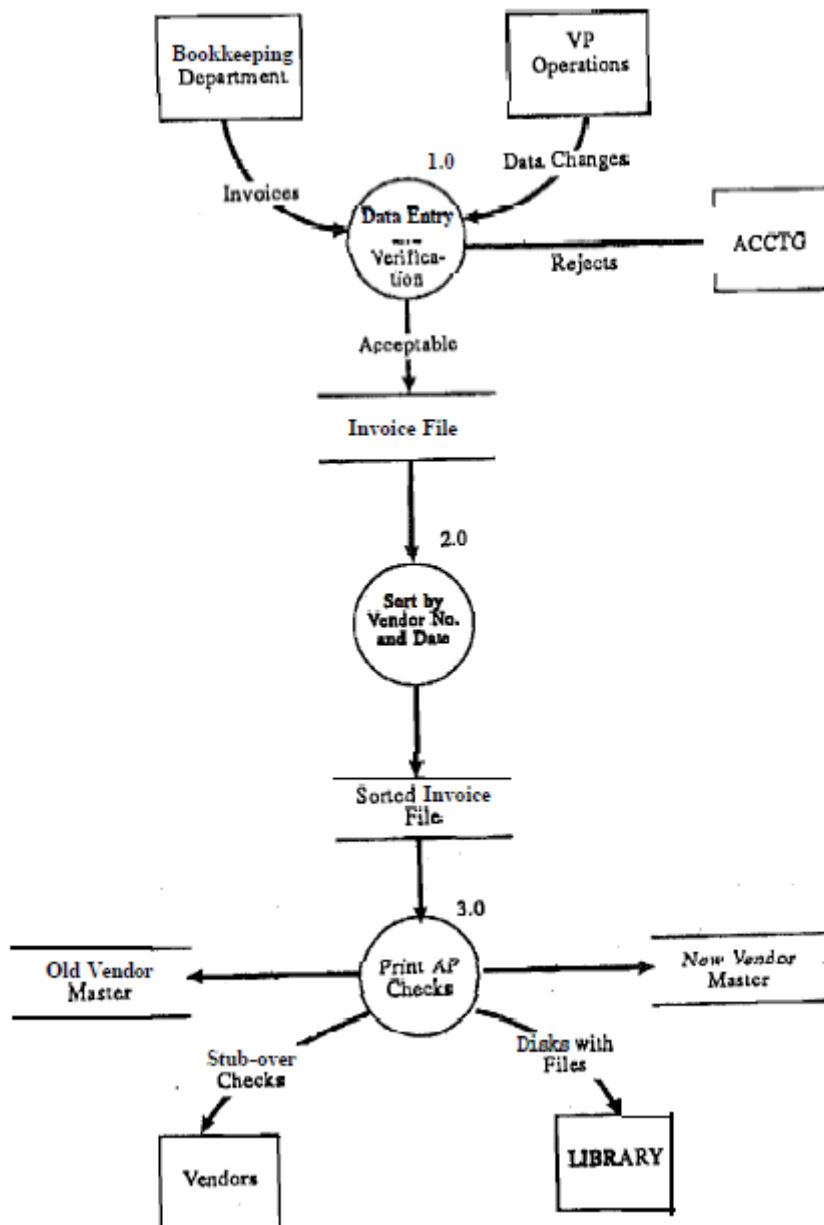 Bookkeeping
Department
VP
Operations
1.0
Data Changes
Invoices
Data Entry
Verifica-
tion
ACCTG
Rejects
Acceptable
Invoice File
2.0
Sort by
Vendor No.
and Date
Sorted Invoice
File
3.0
Old Vendor
Master
Print AP
Checks
New Vendor
Master
Stub-over
Checks
Disks with
Files
Vendors
LIBRARY